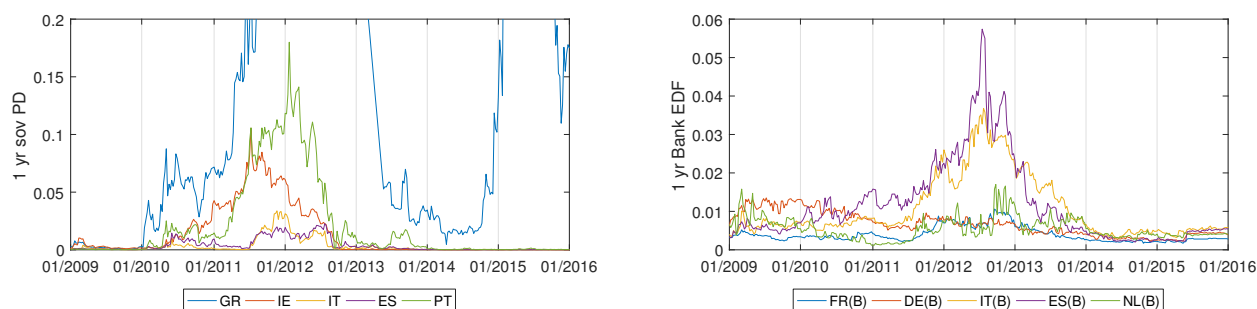 1 yr sov PD
0.2
0.15
0.1
0.05
0
01/2009 01/2010 01/2011 01/2012 01/2013 01/2014 01/2015 01/2016
GR IE IT ES PT
1 yr Bank EDF
0.06
0.05
0.04
0.03
0.02
0.01
0
01/2009 01/2010 01/2011 01/2012 01/2013 01/2014 01/2015 01/2016
FR(B) DE(B) IT(B) ES(B) NL(B)